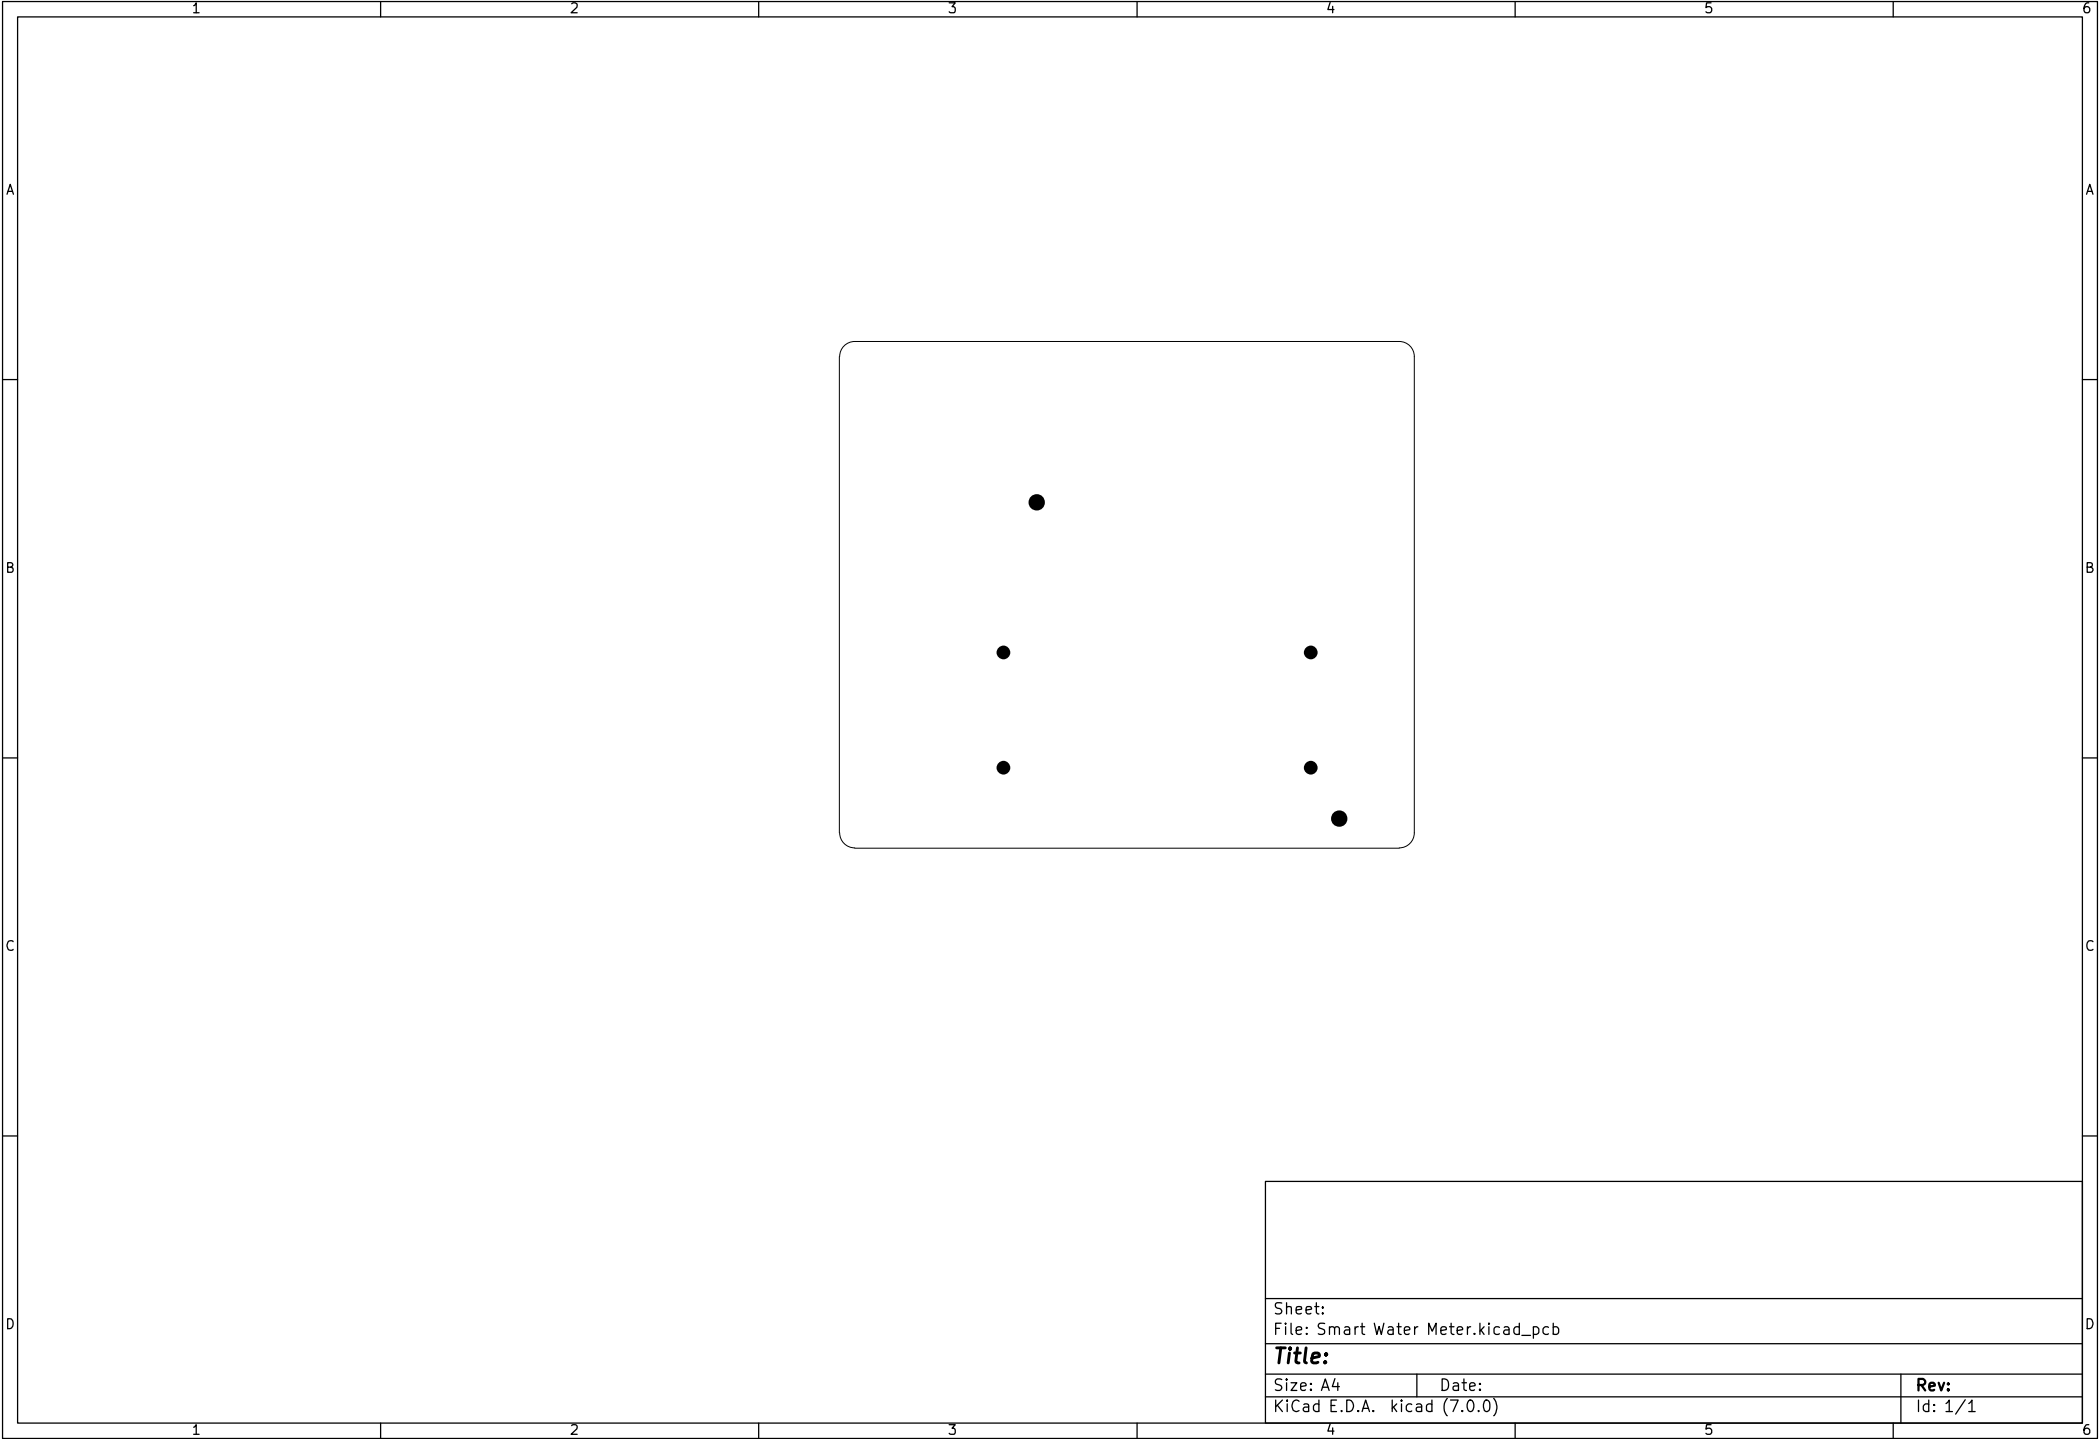 1 2 3 4 5 6
A A
B B
C C
Sheet:
File: Smart Water Meter.kicad_pcb
D D
Title:
Size: A4 Date: Rev:
KiCad E.D.A. kicad (7.0.0) Id: 1/1
1 2 3 4 5 6